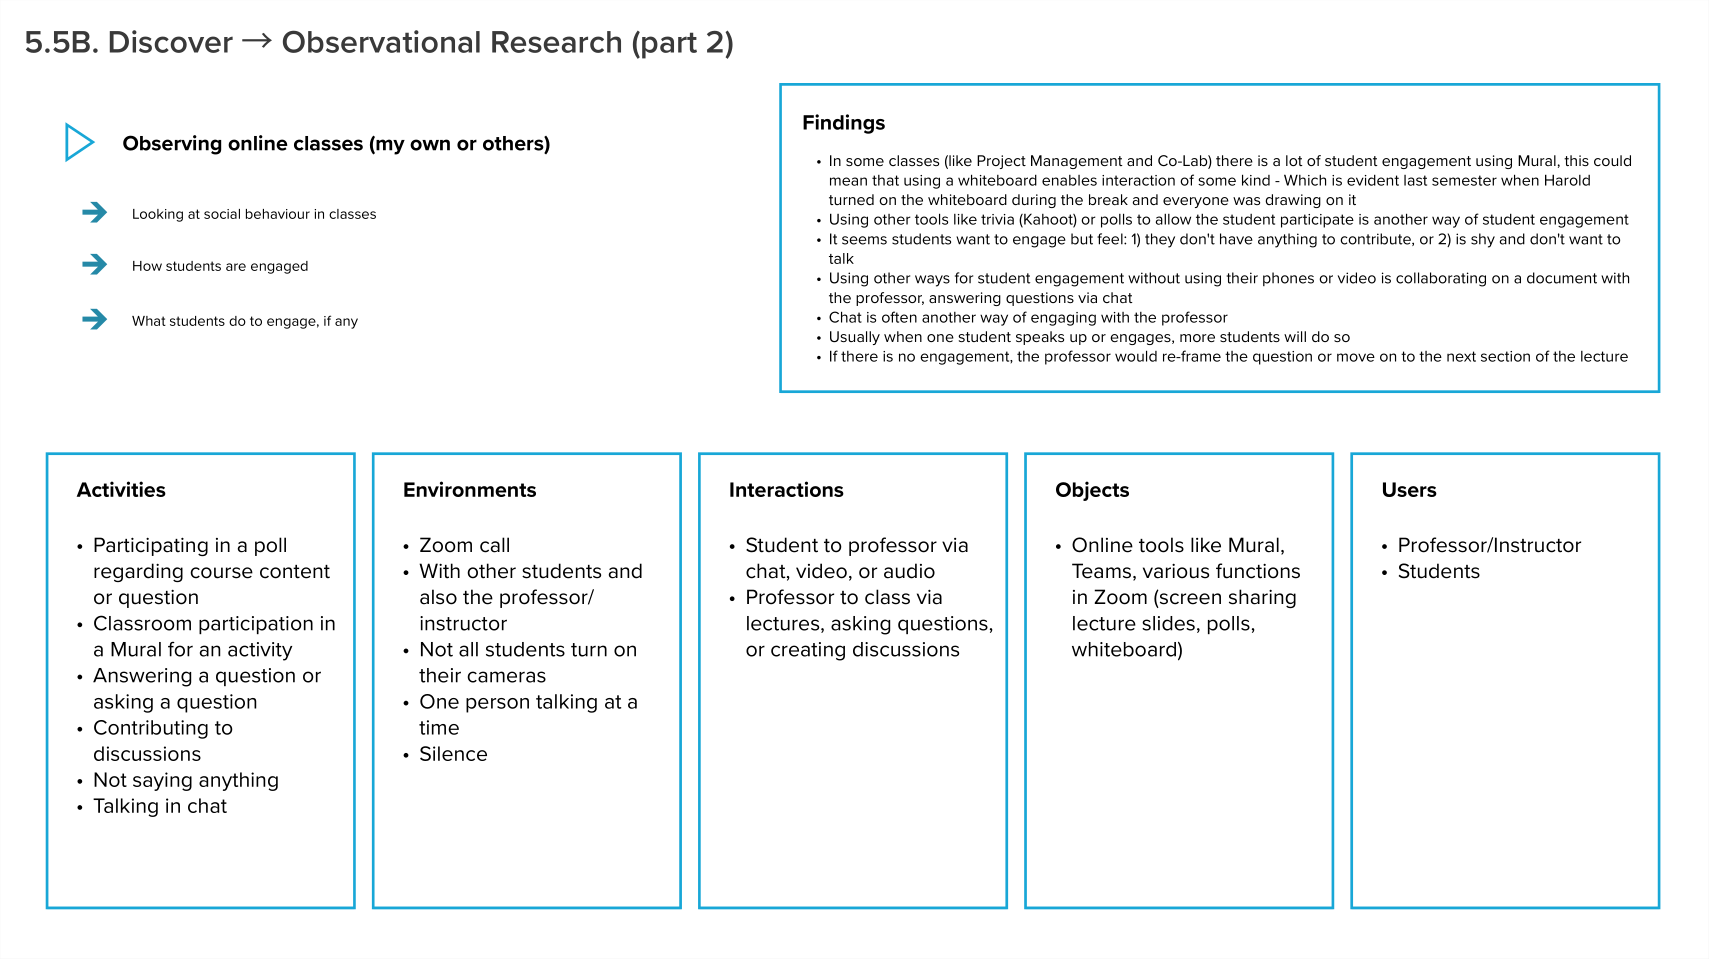 5.5B. Discover → Observational Research (part 2)
Observing online classes (my own or others)
Looking at social behaviour in classes
How students are engaged
What students do to engage, if any
Findings
• In some classes (like Project Management and Co-Lab) there is a lot of student engagement using Mural, this could
mean that using a whiteboard enables interaction of some kind - Which is evident last semester when Harold
turned on the whiteboard during the break and everyone was drawing on it
• Using other tools like trivia (Kahoot) or polls to allow the student participate is another way of student engagement
• It seems students want to engage but feel: 1) they don't have anything to contribute, or 2) is shy and don't want to
talk
• Using other ways for student engagement without using their phones or video is collaborating on a document with
the professor, answering questions via chat
• Chat is often another way of engaging with the professor
• Usually when one student speaks up or engages, more students will do so
• If there is no engagement, the professor would re-frame the question or move on to the next section of the lecture
Activities
• Participating in a poll
regarding course content
or question
• Classroom participation in
a Mural for an activity
• Answering a question or
asking a question
• Contributing to
discussions
• Not saying anything
• Talking in chat
Environments
• Zoom call
• With other students and
also the professor/
instructor
• Not all students turn on
their cameras
• One person talking at a
time
• Silence
Interactions
• Student to professor via
chat, video, or audio
• Professor to class via
lectures, asking questions,
or creating discussions
Objects
• Online tools like Mural,
Teams, various functions
in Zoom (screen sharing
lecture slides, polls,
whiteboard)
Users
• Professor/Instructor
• Students